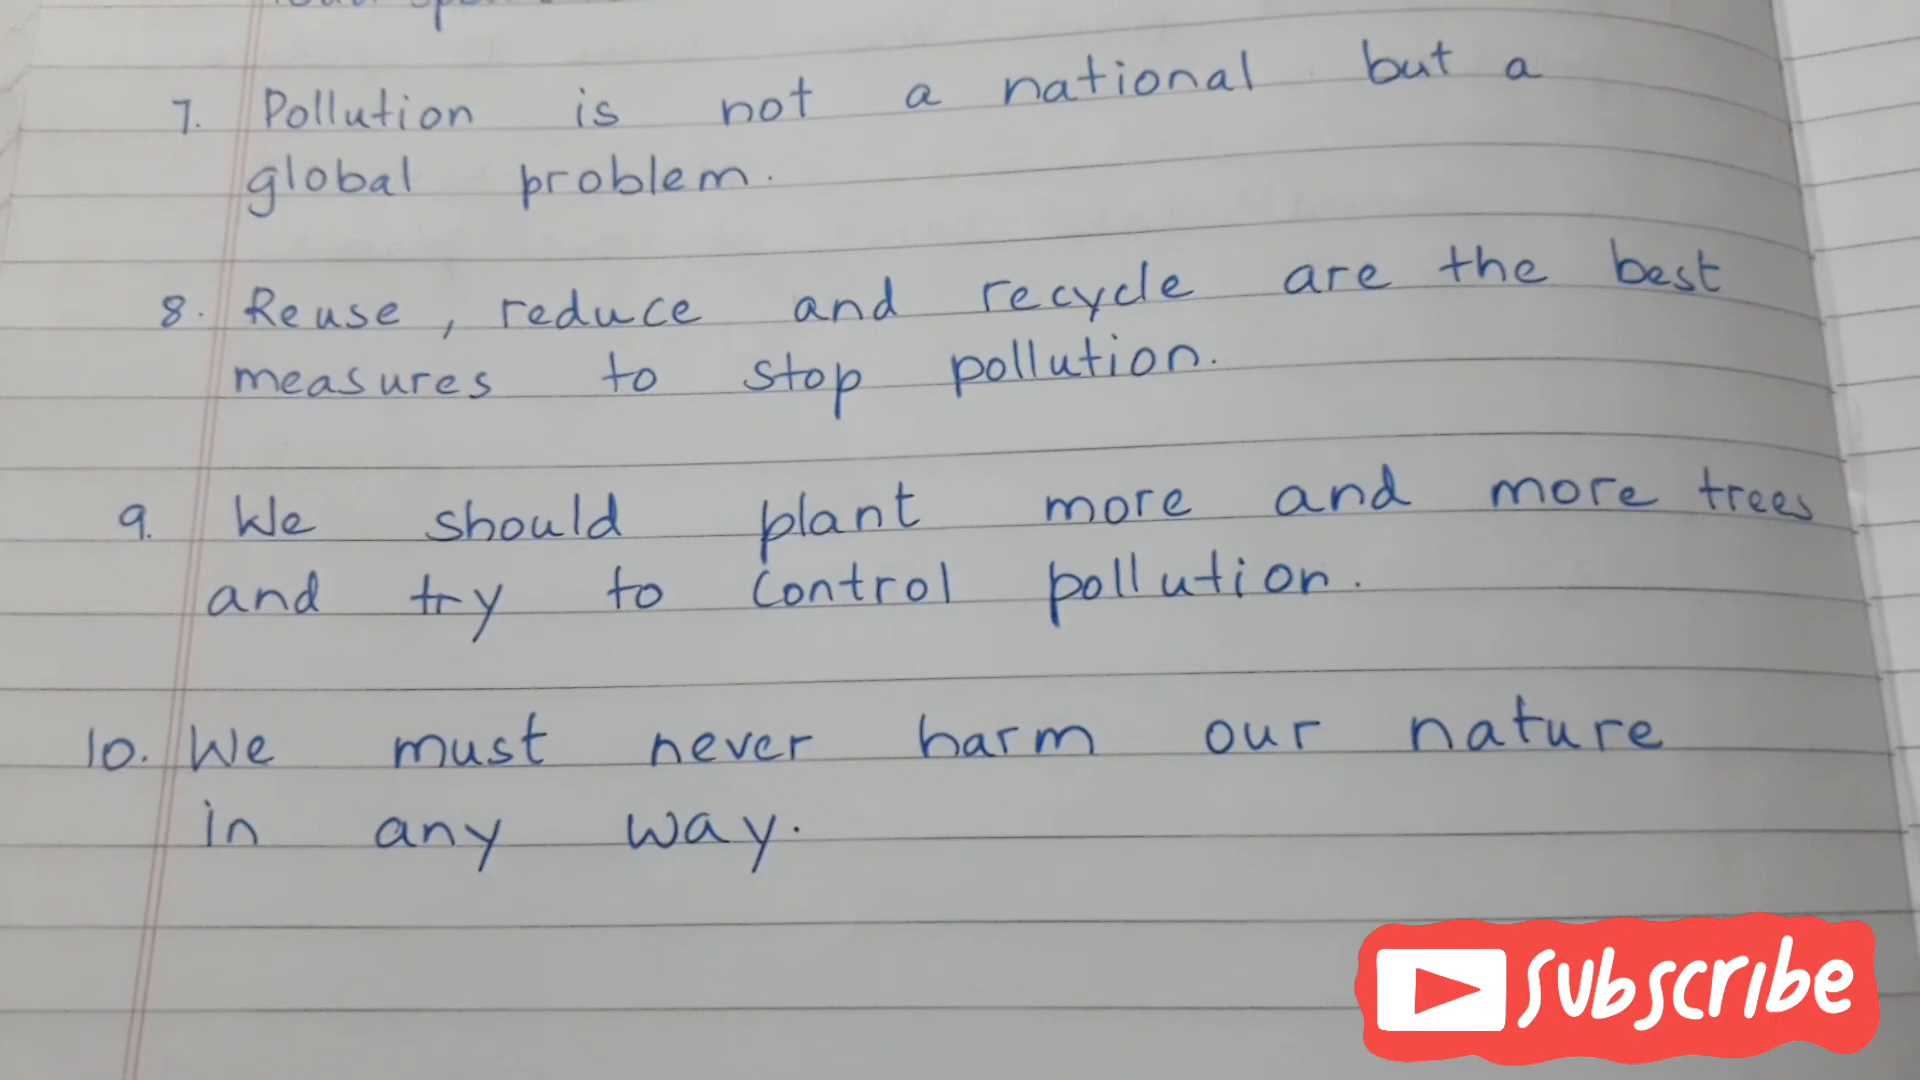 7. Pollution is not a national but a
global problem.
8. Reuse, reduce and recycle are the best
measures to stop pollution.
9. We should plant more and more trees
and try to control pollution.
10. We must never harm our nature
in any way.
Subscribe